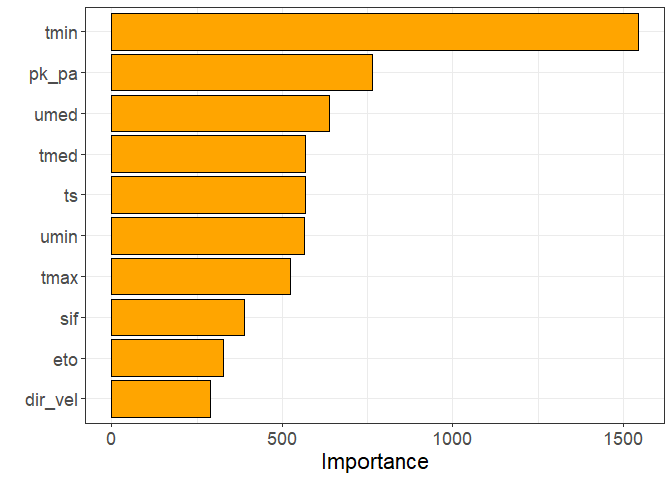 tmin
pk_pa
umed
tmed
ts
umin
tmax
sif
eto
dir_vel
0 500 1000 1500
Importance